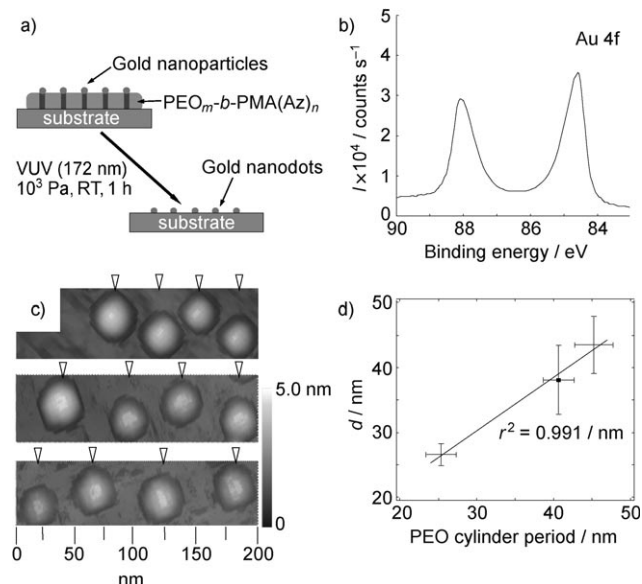 a)
Gold nanoparticles
PEOm-b-PMA(Az)n
substrate
VUV (172 nm)
10³ Pa, RT, 1 h
Gold nanodots
substrate
b)
Au 4f
I×10⁴ / counts s⁻¹
5
4
3
2
1
0
90 88 86 84
Binding energy / eV
c)
5.0 nm
0
0 50 100 150 200
nm
d)
d / nm
50
40
30
20
r² = 0.991 / nm
20 30 40 50
PEO cylinder period / nm